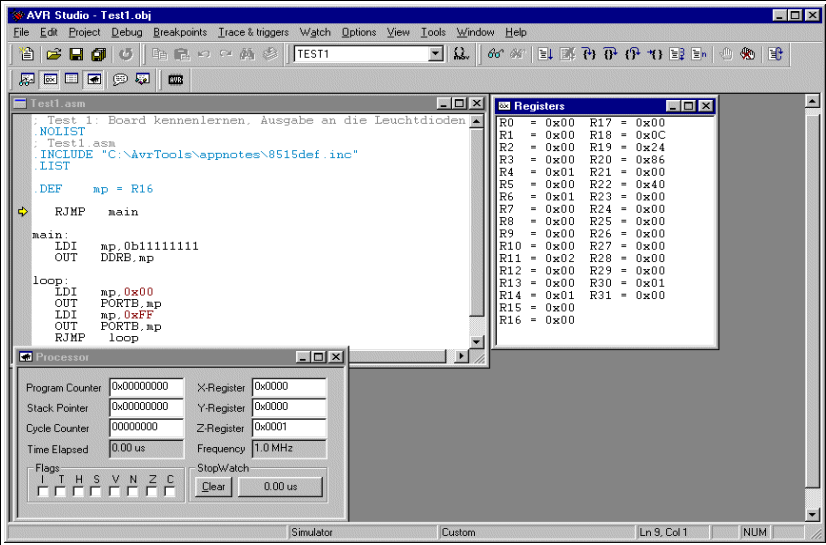 AVR Studio - Test1.obj
File Edit Project Debug Breakpoints Trace & triggers Watch Options View Tools Window Help
TEST1
AVR
Test1.asm
; Test 1: Board kennenlernen, Ausgabe an die Leuchtdioden
.NOLIST
; Test1.asm
.INCLUDE "C:\AvrTools\appnotes\8515def.inc"
.LIST
.DEF mp = R16
RJMP main
main:
LDI mp,0b11111111
OUT DDRB,mp
loop:
LDI mp,0x00
OUT PORTB,mp
LDI mp,0xFF
OUT PORTB,mp
RJMP loop
Registers
R0 = 0x00 R17 = 0x00
R1 = 0x00 R18 = 0x0C
R2 = 0x00 R19 = 0x24
R3 = 0x00 R20 = 0x86
R4 = 0x01 R21 = 0x00
R5 = 0x00 R22 = 0x40
R6 = 0x01 R23 = 0x00
R7 = 0x00 R24 = 0x00
R8 = 0x00 R25 = 0x00
R9 = 0x00 R26 = 0x00
R10 = 0x00 R27 = 0x00
R11 = 0x02 R28 = 0x00
R12 = 0x00 R29 = 0x00
R13 = 0x00 R30 = 0x01
R14 = 0x01 R31 = 0x00
R15 = 0x00
R16 = 0x00
Processor
Program Counter 0x00000000 X-Register 0x0000
Stack Pointer 0x00000000 Y-Register 0x0000
Cycle Counter 00000000 Z-Register 0x0001
Time Elapsed 0.00 us Frequency 1.0 MHz
Flags StopWatch
I T H S V N Z C
Clear 0.00 us
Simulator Custom Ln 9, Col 1 NUM